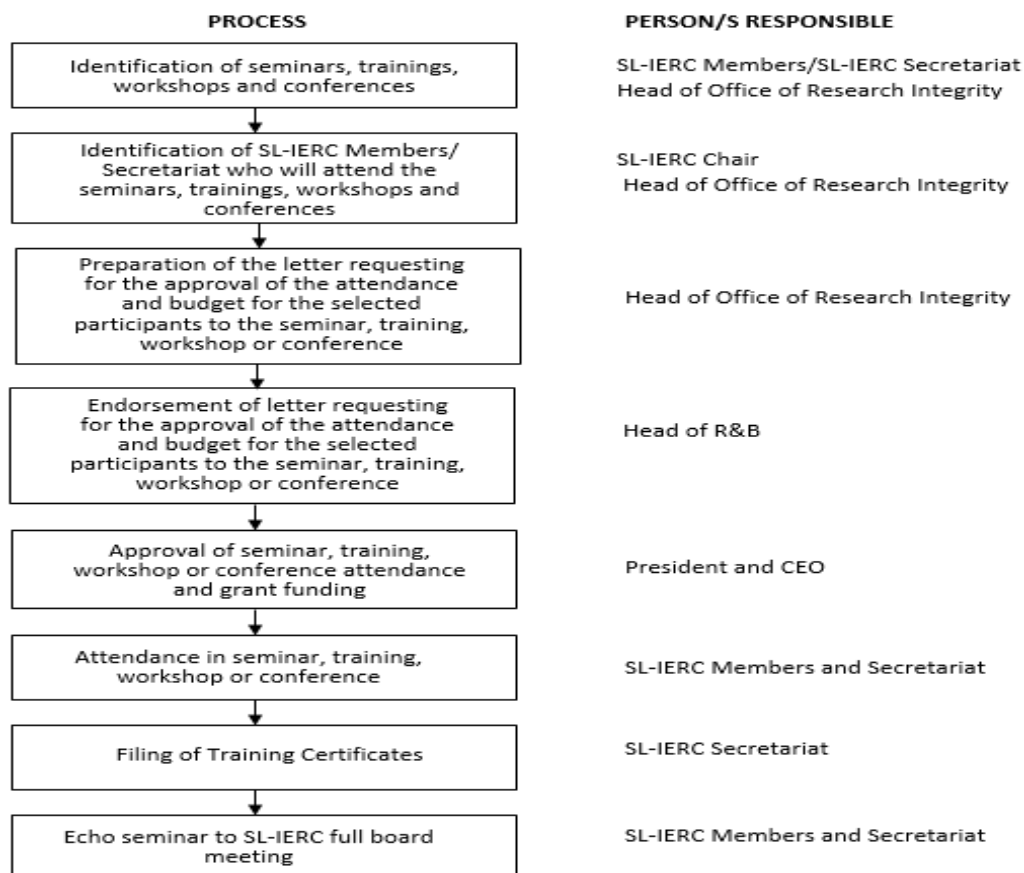 PROCESS
PERSON/S RESPONSIBLE
Identification of seminars, trainings,
workshops and conferences
SL-IERC Members/SL-IERC Secretariat
Head of Office of Research Integrity
Identification of SL-IERC Members/
Secretariat who will attend the
seminars, trainings, workshops and
conferences
SL-IERC Chair
Head of Office of Research Integrity
Preparation of the letter requesting
for the approval of the attendance
and budget for the selected
participants to the seminar, training,
workshop or conference
Head of Office of Research Integrity
Endorsement of letter requesting
for the approval of the attendance
and budget for the selected
participants to the seminar, training,
workshop or conference
Head of R&B
Approval of seminar, training,
workshop or conference attendance
and grant funding
President and CEO
Attendance in seminar, training,
workshop or conference
SL-IERC Members and Secretariat
Filing of Training Certificates
SL-IERC Secretariat
Echo seminar to SL-IERC full board
meeting
SL-IERC Members and Secretariat